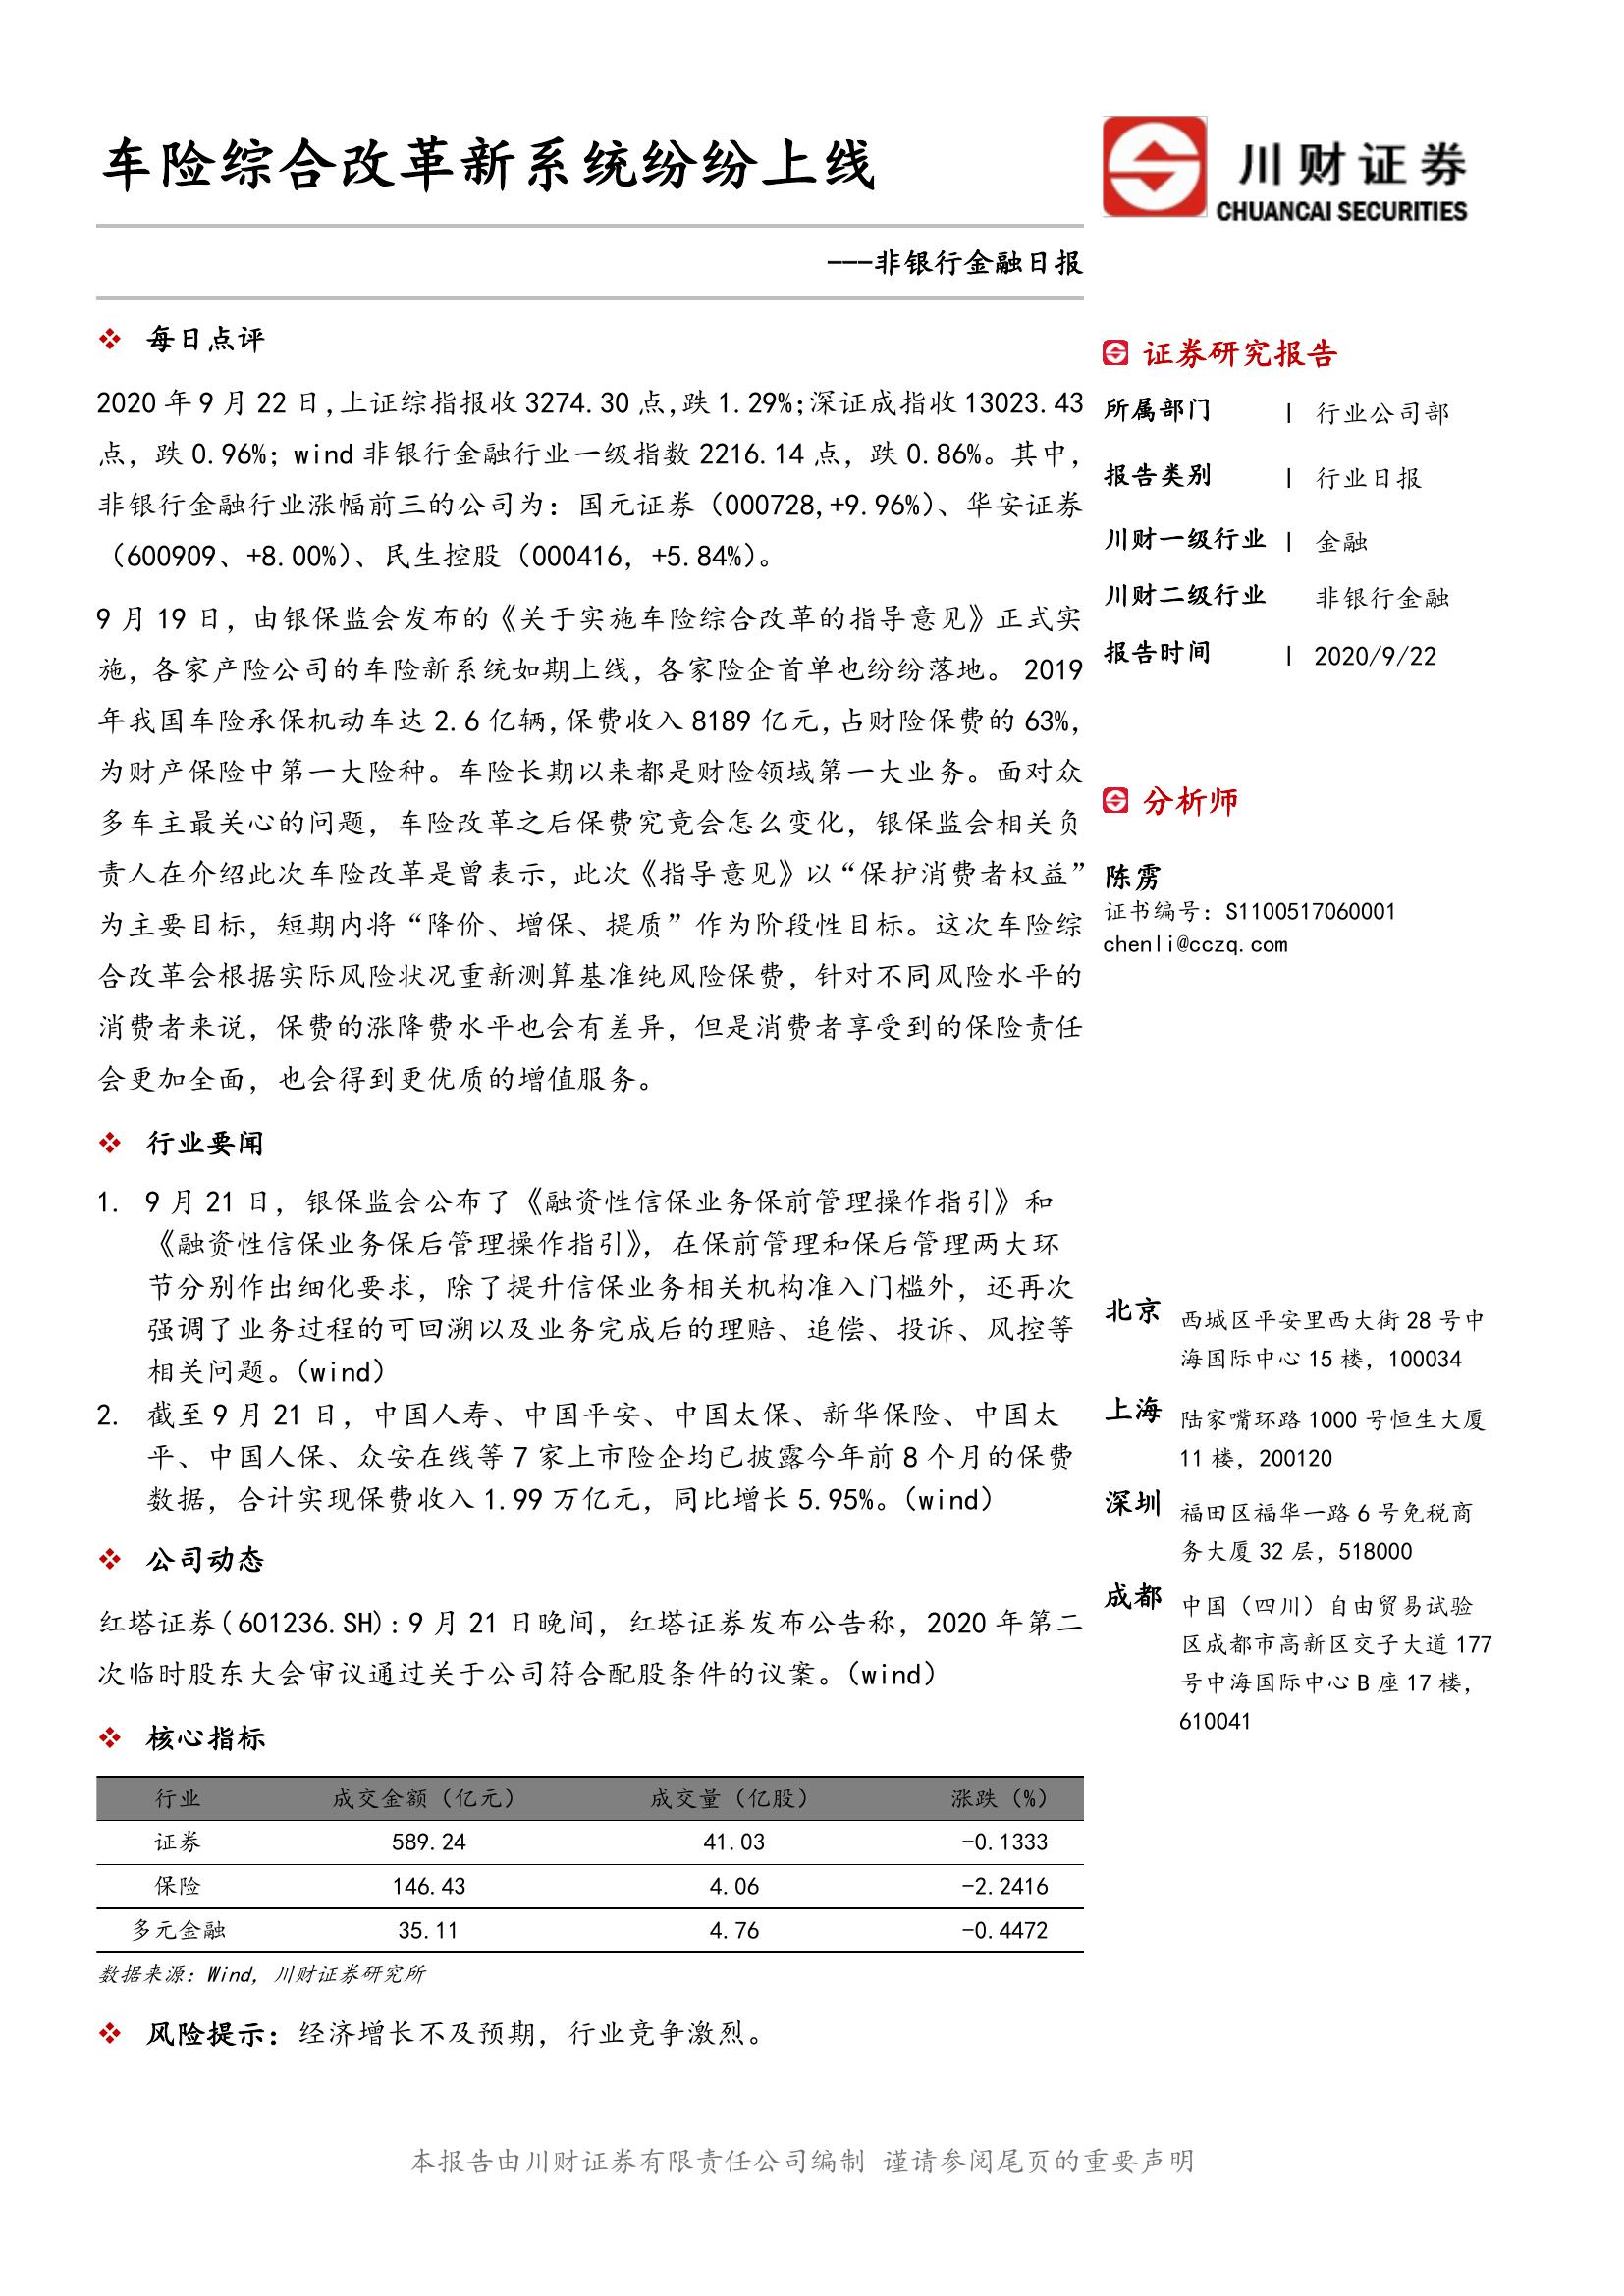 车险综合改革新系统纷纷上线
川财证券
CHUANCAI SECURITIES
---非银行金融日报
❖ 每日点评
2020 年 9 月 22 日,上证综指报收 3274.30 点,跌 1.29%;深证成指收 13023.43
点，跌 0.96%；wind 非银行金融行业一级指数 2216.14 点，跌 0.86%。其中，
非银行金融行业涨幅前三的公司为：国元证券（000728,+9.96%）、华安证券
（600909、+8.00%）、民生控股（000416，+5.84%）。
9 月 19 日，由银保监会发布的《关于实施车险综合改革的指导意见》正式实
施，各家产险公司的车险新系统如期上线，各家险企首单也纷纷落地。 2019
年我国车险承保机动车达 2.6 亿辆,保费收入 8189 亿元,占财险保费的 63%，
为财产保险中第一大险种。车险长期以来都是财险领域第一大业务。面对众
多车主最关心的问题，车险改革之后保费究竟会怎么变化，银保监会相关负
责人在介绍此次车险改革是曾表示，此次《指导意见》以“保护消费者权益”
为主要目标，短期内将“降价、增保、提质”作为阶段性目标。这次车险综
合改革会根据实际风险状况重新测算基准纯风险保费，针对不同风险水平的
消费者来说，保费的涨降费水平也会有差异，但是消费者享受到的保险责任
会更加全面，也会得到更优质的增值服务。
❖ 行业要闻
1. 9 月 21 日，银保监会公布了《融资性信保业务保前管理操作指引》和
《融资性信保业务保后管理操作指引》，在保前管理和保后管理两大环
节分别作出细化要求，除了提升信保业务相关机构准入门槛外，还再次
强调了业务过程的可回溯以及业务完成后的理赔、追偿、投诉、风控等
相关问题。（wind）
2. 截至 9 月 21 日，中国人寿、中国平安、中国太保、新华保险、中国太
平、中国人保、众安在线等 7 家上市险企均已披露今年前 8 个月的保费
数据，合计实现保费收入 1.99 万亿元，同比增长 5.95%。（wind）
❖ 公司动态
红塔证券(601236.SH):9 月 21 日晚间，红塔证券发布公告称，2020 年第二
次临时股东大会审议通过关于公司符合配股条件的议案。（wind）
❖ 核心指标
行业 成交金额（亿元） 成交量（亿股） 涨跌（%）
证券 589.24 41.03 -0.1333
保险 146.43 4.06 -2.2416
多元金融 35.11 4.76 -0.4472
数据来源：Wind，川财证券研究所
❖ 风险提示：经济增长不及预期，行业竞争激烈。
证券研究报告
所属部门 | 行业公司部
报告类别 | 行业日报
川财一级行业 | 金融
川财二级行业 非银行金融
报告时间 | 2020/9/22
分析师
陈雳
证书编号：S1100517060001
chenli@cczq.com
北京 西城区平安里西大街 28 号中
海国际中心 15 楼，100034
上海 陆家嘴环路 1000 号恒生大厦
11 楼，200120
深圳 福田区福华一路 6 号免税商
务大厦 32 层，518000
成都 中国（四川）自由贸易试验
区成都市高新区交子大道 177
号中海国际中心 B 座 17 楼，
610041
本报告由川财证券有限责任公司编制 谨请参阅尾页的重要声明